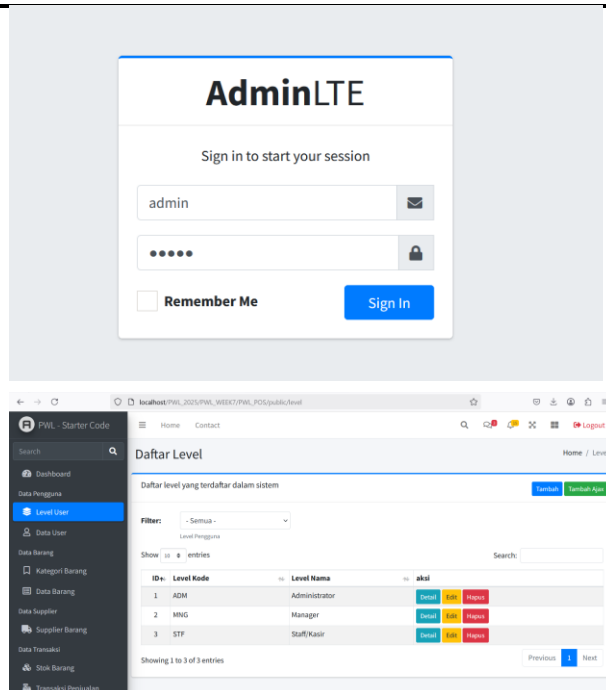 AdminLTE
Sign in to start your session
admin
Remember Me
Sign In
localhost/PWL_2025/PWL_WEEK7/PWL_POS/public/level
PWL - Starter Code
Home Contact
Logout
Search
Daftar Level
Home / Leve
Dashboard
Data Pengguna
Daftar level yang terdaftar dalam sistem
Tambah
Tambah Ajax
Level User
Data User
Filter:
- Semua -
Level Pengguna
Data Barang
Show 10 entries
Search:
Kategori Barang
Data Barang
ID Level Kode Level Nama aksi
1 ADM Administrator Detail Edit Hapus
2 MNG Manager Detail Edit Hapus
3 STF Staff/Kasir Detail Edit Hapus
Data Supplier
Supplier Barang
Data Transaksi
Showing 1 to 3 of 3 entries
Previous 1 Next
Stok Barang
Transaksi Penjualan